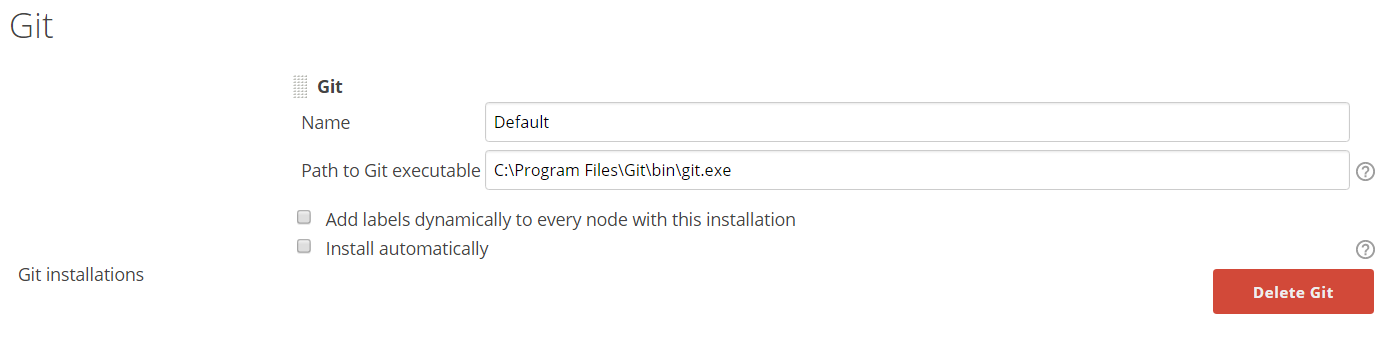 Git
Git
Name
Default
Path to Git executable
C:\Program Files\Git\bin\git.exe
?
Add labels dynamically to every node with this installation
Install automatically
?
Git installations
Delete Git